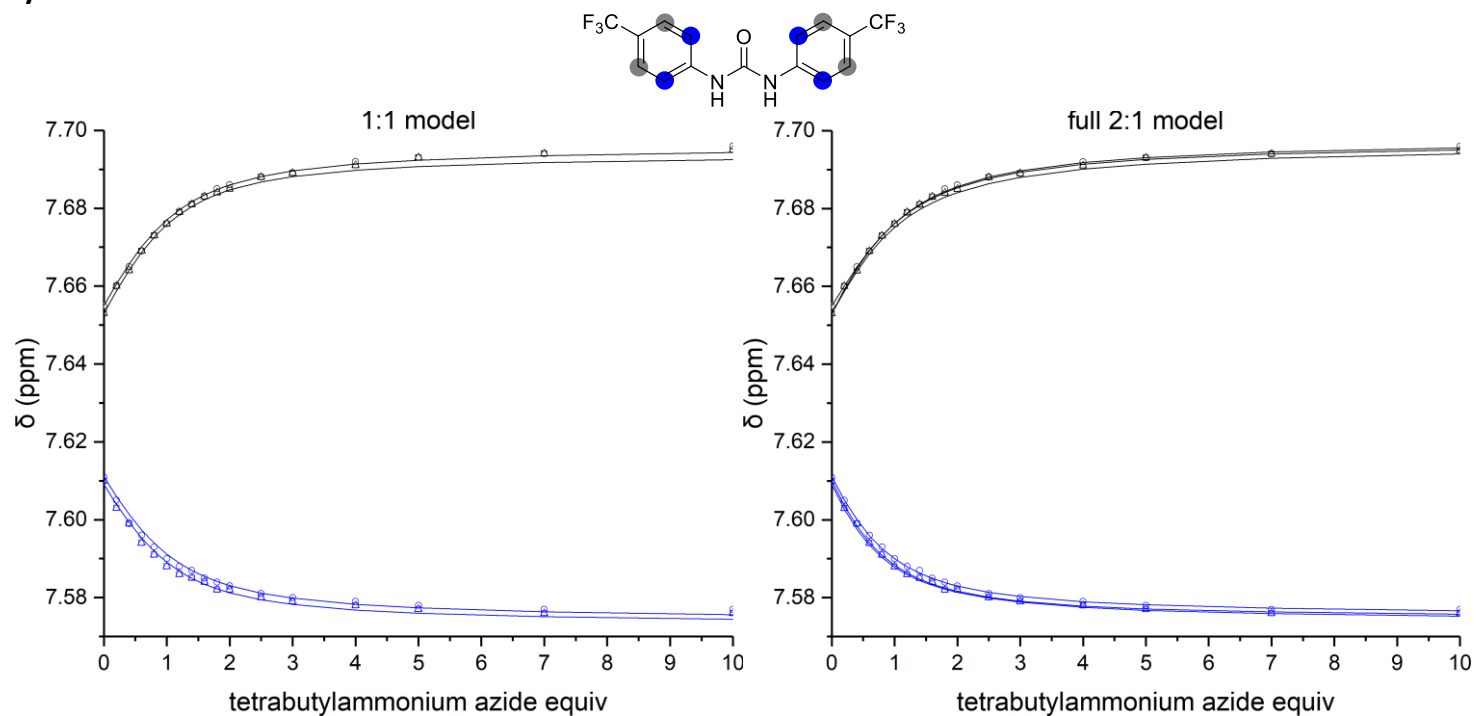 F3C
O
CF3
N
H
N
H
1:1 model
7.70
7.68
7.66
7.64
7.62
7.60
7.58
δ (ppm)
0 1 2 3 4 5 6 7 8 9 10
tetrabutylammonium azide equiv
full 2:1 model
7.70
7.68
7.66
7.64
7.62
7.60
7.58
δ (ppm)
0 1 2 3 4 5 6 7 8 9 10
tetrabutylammonium azide equiv